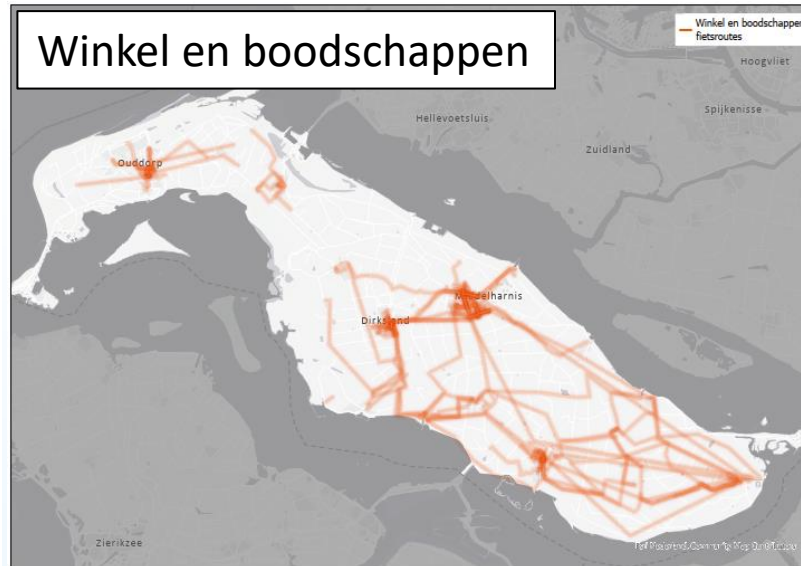 Winkel en boodschappen
Winkel en boodschappen
fietsroutes
Hoogvliet
Hellevoetsluis
Spijkenisse
Zuidland
Ouddorp
Middelharnis
Dirksland
Zierikzee